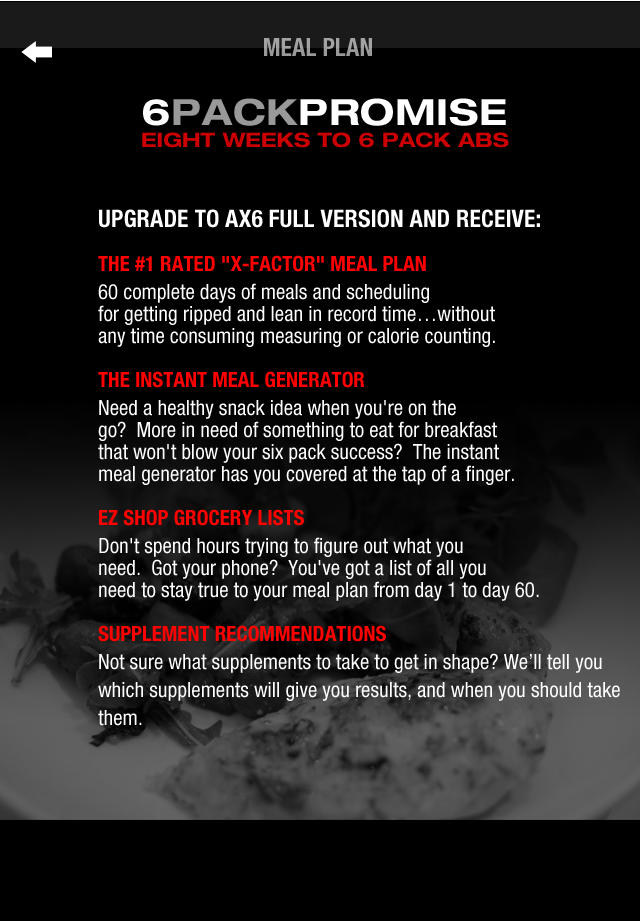 MEAL PLAN
6PACKPROMISE
EIGHT WEEKS TO 6 PACK ABS
UPGRADE TO AX6 FULL VERSION AND RECEIVE:
THE #1 RATED "X-FACTOR" MEAL PLAN
60 complete days of meals and scheduling
for getting ripped and lean in record time…without
any time consuming measuring or calorie counting.
THE INSTANT MEAL GENERATOR
Need a healthy snack idea when you're on the
go?  More in need of something to eat for breakfast
that won't blow your six pack success?  The instant
meal generator has you covered at the tap of a finger.
EZ SHOP GROCERY LISTS
Don't spend hours trying to figure out what you
need.  Got your phone?  You've got a list of all you
need to stay true to your meal plan from day 1 to day 60.
SUPPLEMENT RECOMMENDATIONS
Not sure what supplements to take to get in shape? We’ll tell you
which supplements will give you results, and when you should take
them.